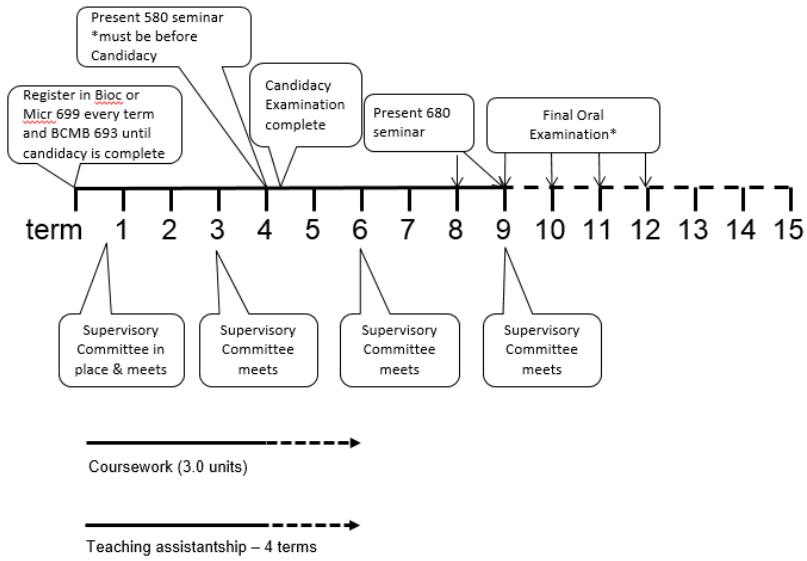 Present 580 seminar
*must be before
Candidacy
Candidacy
Examination
complete
Register in Bioc or
Micr 699 every term
and BCMB 693 until
candidacy is complete
Present 680
seminar
Final Oral
Examination*
term 1 2 3 4 5 6 7 8 9 10 11 12 13 14 15
Supervisory
Committee in
place & meets
Supervisory
Committee
meets
Supervisory
Committee
meets
Supervisory
Committee
meets
Coursework (3.0 units)
Teaching assistantship – 4 terms